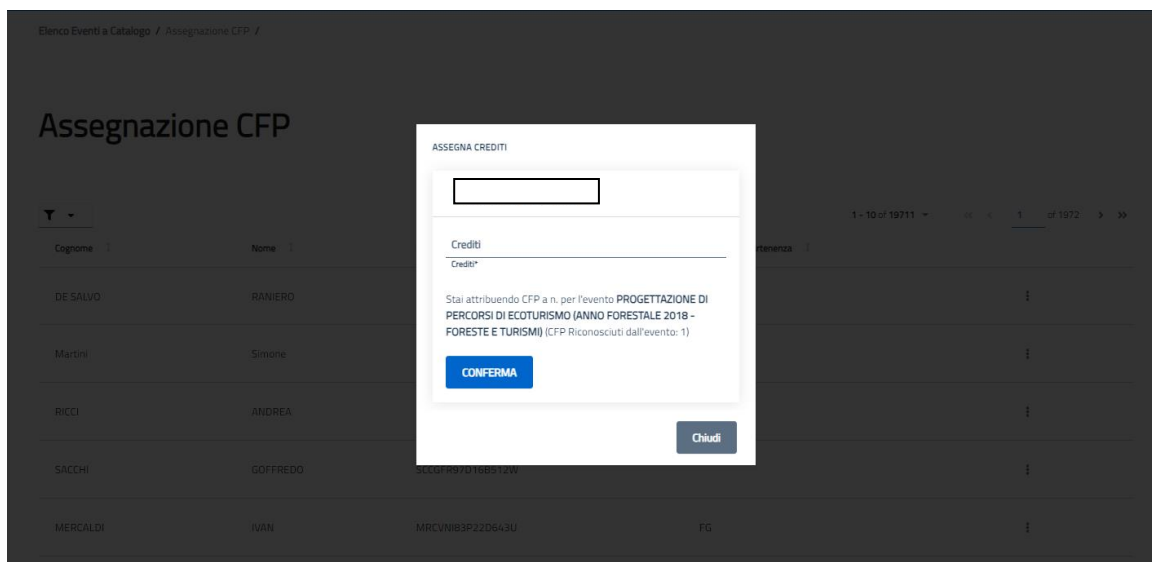 Elenco Eventi a Catalogo / Assegnazione CFP /
Assegnazione CFP
ASSEGNA CREDITI
1 - 10 of 19711
1 of 1972
Cognome
Nome
rtenenza
Crediti
Crediti*
DE SALVO RANIERO
Stai attribuendo CFP a n. per l'evento PROGETTAZIONE DI
PERCORSI DI ECOTURISMO (ANNO FORESTALE 2018 -
FORESTE E TURISMI) (CFP Riconosciuti dall'evento: 1)
Martini Simone
CONFERMA
RICCI ANDREA
Chiudi
SACCHI GOFFREDO SCCGFR97D16B512W
MERCALDI IVAN MRCVNI83P22D643U FG